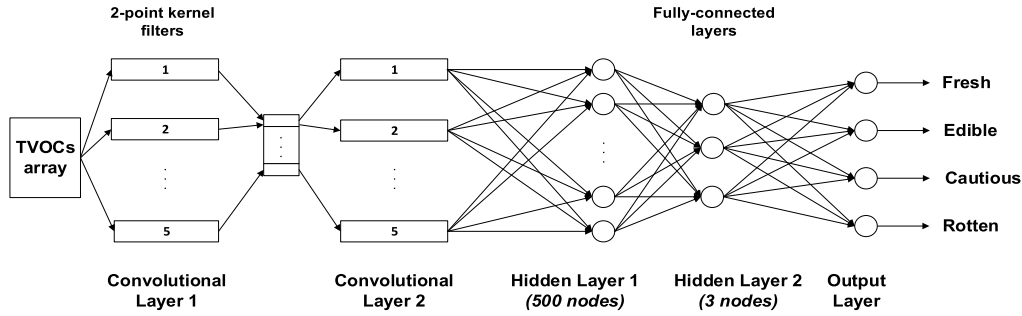 2-point kernel
filters
Fully-connected
layers
TVOCs
array
1
2
5
1
2
5
Fresh
Edible
Cautious
Rotten
Convolutional
Layer 1
Convolutional
Layer 2
Hidden Layer 1
(500 nodes)
Hidden Layer 2
(3 nodes)
Output
Layer